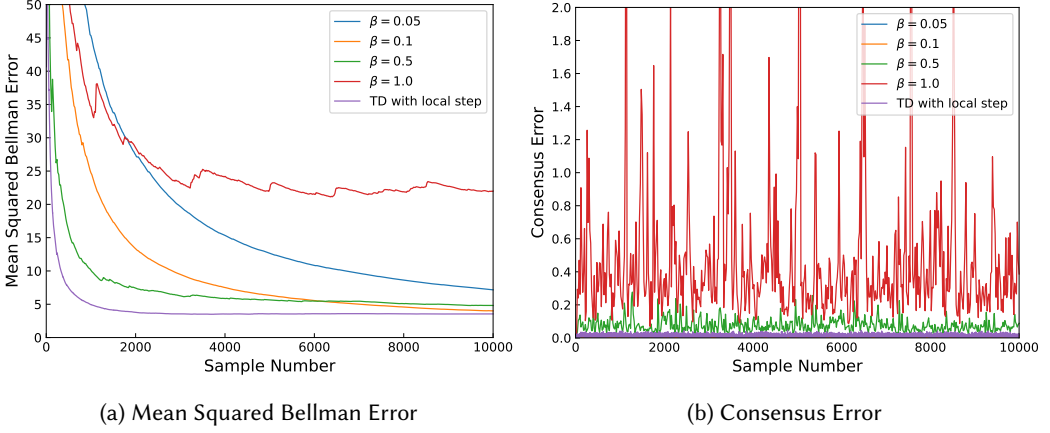 50
45
40
35
30
25
20
15
10
5
0
0
2000
4000
6000
8000
10000
Mean Squared Bellman Error
Sample Number
β = 0.05
β = 0.1
β = 0.5
β = 1.0
TD with local step
(a) Mean Squared Bellman Error
2.0
1.8
1.6
1.4
1.2
1.0
0.8
0.6
0.4
0.2
0.0
0
2000
4000
6000
8000
10000
Consensus Error
Sample Number
β = 0.05
β = 0.1
β = 0.5
β = 1.0
TD with local step
(b) Consensus Error